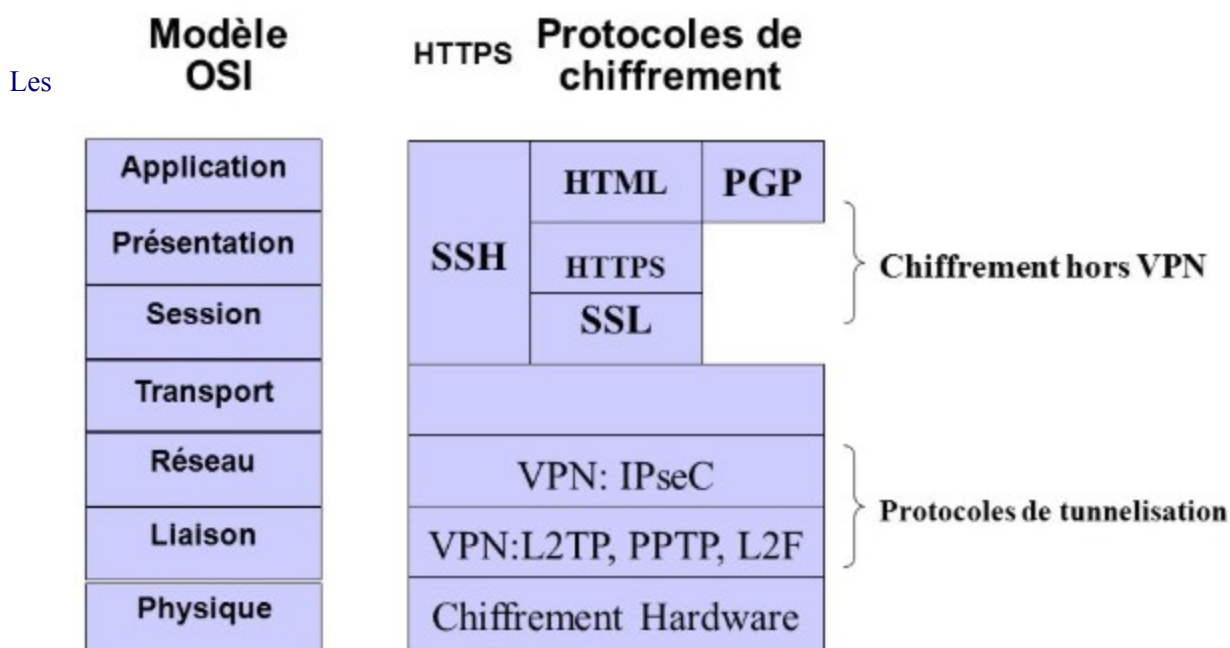 Les
Modèle
OSI
HTTPS
Protocoles de
chiffrement
Application
Présentation
Session
Transport
Réseau
Liaison
Physique
SSH
HTML
PGP
HTTPS
SSL
VPN: IPseC
VPN:L2TP, PPTP, L2F
Chiffrement Hardware
Chiffrement hors VPN
Protocoles de tunnelisation